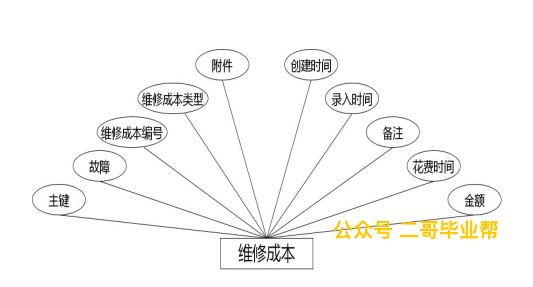 附件
创建时间
维修成本类型
录入时间
维修成本编号
备注
故障
花费时间
主键
金额
公众号 二哥毕业帮
维修成本